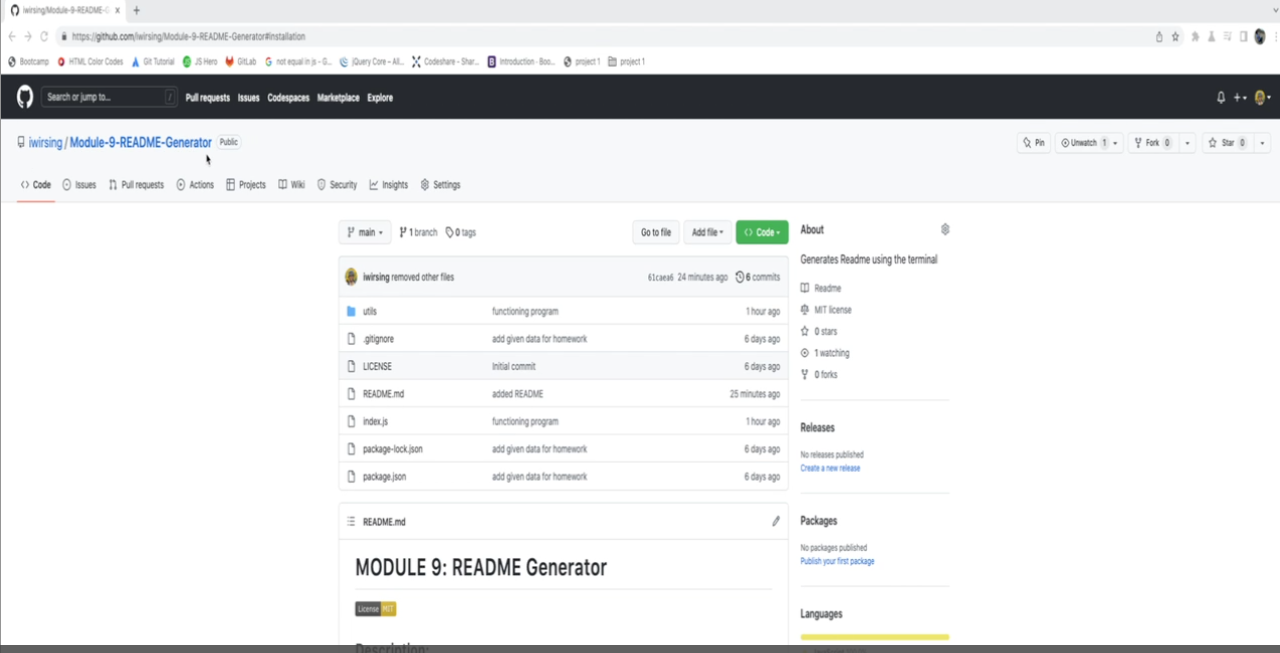 iwirsing/Module-9-README-G
https://github.com/iwirsing/Module-9-README-Generator#installation
Bootcamp HTML Color Codes Git Tutorial JS Hero GitLab not equal in js – G... jQuery Core – All... Codeshare – Shar... Introduction · Boo... project 1 project 1
Search or jump to... / Pull requests Issues Codespaces Marketplace Explore
iwirsing / Module-9-README-Generator Public
Pin Unwatch 1 Fork 0 Star 0
Code Issues Pull requests Actions Projects Wiki Security Insights Settings
main 1 branch 0 tags Go to file Add file Code
About
Generates Readme using the terminal
iwirsing removed other files 61caea6 24 minutes ago 6 commits
utils functioning program 1 hour ago
.gitignore add given data for homework 6 days ago
LICENSE Initial commit 6 days ago
README.md added README 25 minutes ago
index.js functioning program 1 hour ago
package-lock.json add given data for homework 6 days ago
package.json add given data for homework 6 days ago
Readme
MIT license
0 stars
1 watching
0 forks
Releases
No releases published
Create a new release
Packages
No packages published
Publish your first package
Languages
README.md
MODULE 9: README Generator
License MIT
Description: